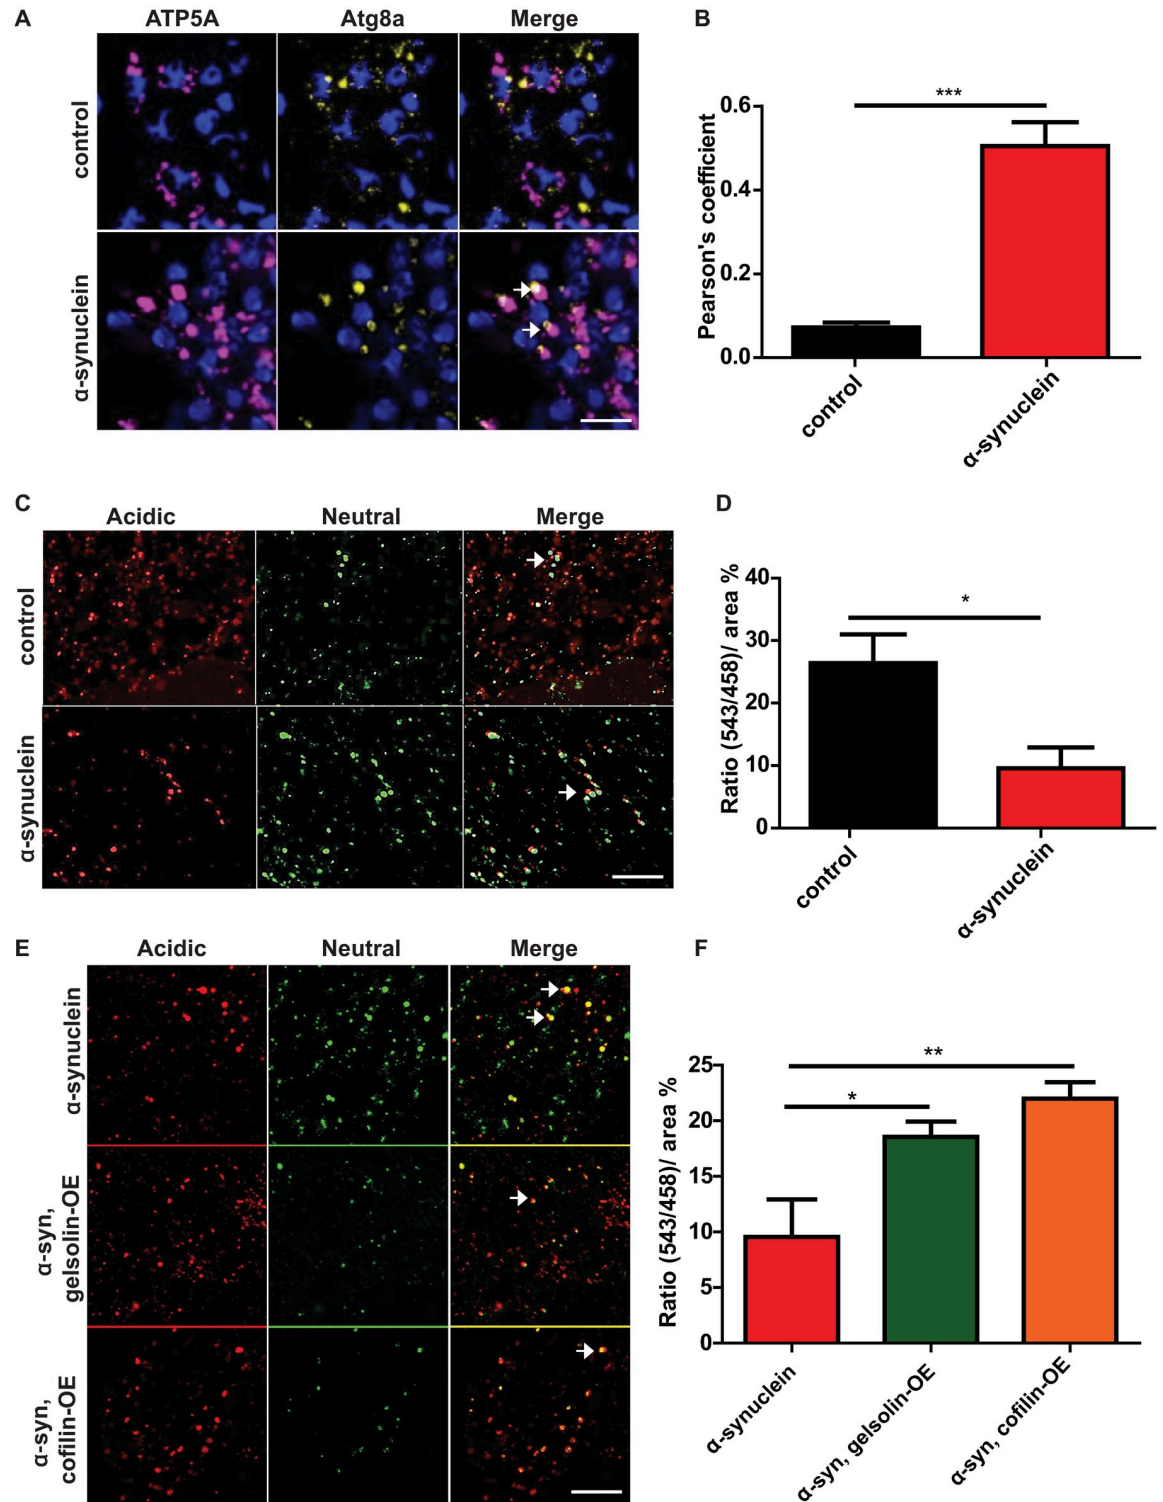 A
ATP5A Atg8a Merge
control
α-synuclein
B
***
Pearson's coefficient
0.6
0.4
0.2
0.0
control
α-synuclein
C
Acidic Neutral Merge
control
α-synuclein
D
*
Ratio (543/458)/ area %
40
30
20
10
0
control
α-synuclein
E
Acidic Neutral Merge
α-synuclein
α-syn,
gelsolin-OE
α-syn,
cofilin-OE
F
**
*
Ratio (543/458)/ area %
25
20
15
10
5
0
α-synuclein
α-syn, gelsolin-OE
α-syn, cofilin-OE